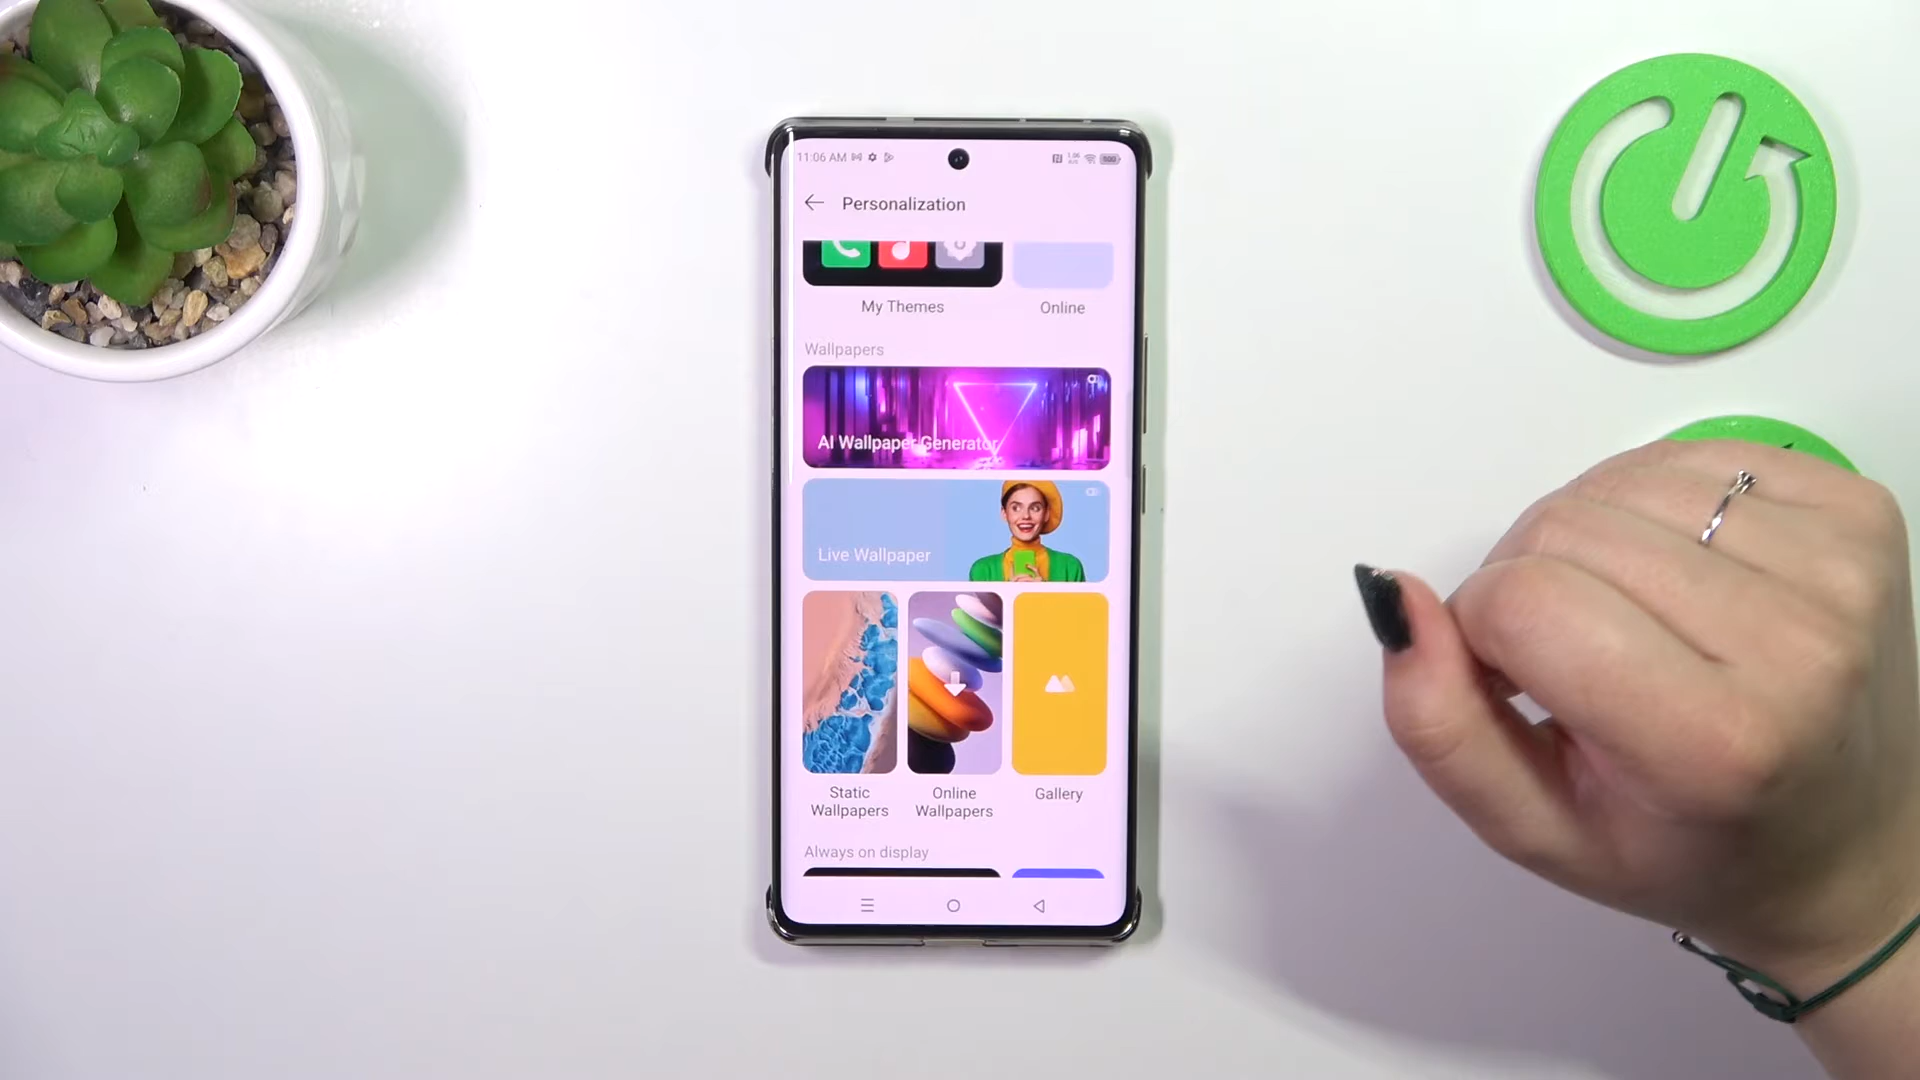 11:06 AM
Personalization
My Themes
Online
Wallpapers
AI Wallpaper Generator
Live Wallpaper
Static
Wallpapers
Online
Wallpapers
Gallery
Always on display